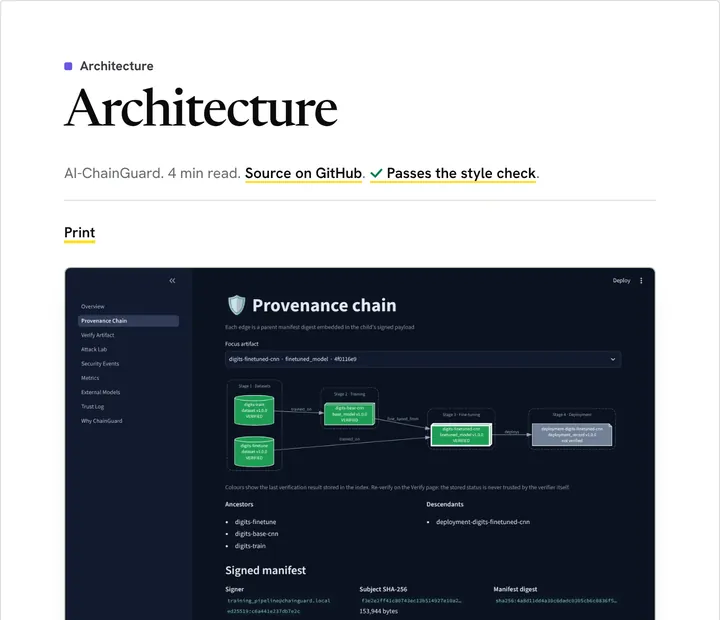 Architecture
Architecture
AI-ChainGuard. 4 min read. Source on GitHub. ✓ Passes the style check.
Print
Deploy
Overview
Provenance Chain
Verify Artifact
Attack Lab
Security Events
Metrics
External Models
Trust Log
Why ChainGuard
Provenance chain
Each edge is a parent manifest digest embedded in the child's signed payload
Focus artifact
digits-finetuned-cnn · finetuned_model · 4f0116e9
Stage 1 · Datasets
digits-train
dataset v1.0.0
VERIFIED
digits-finetune
dataset v1.0.0
VERIFIED
trained_on
Stage 2 · Training
digits-base-cnn
base_model v1.0.0
VERIFIED
fine_tuned_from
trained_on
Stage 3 · Fine-tuning
digits-finetuned-cnn
finetuned_model v1.0.0
VERIFIED
deploys
Stage 4 · Deployment
deployment-digits-finetuned-cnn
deployment_record v1.0.0
not verified
Colours show the last verification result stored in the index. Re-verify on the Verify page: the stored status is never trusted by the verifier itself.
Ancestors
digits-finetune
digits-base-cnn
digits-train
Descendants
deployment-digits-finetuned-cnn
Signed manifest
Signer
training_pipeline@chainguard.local
Subject SHA-256
153,944 bytes
Manifest digest